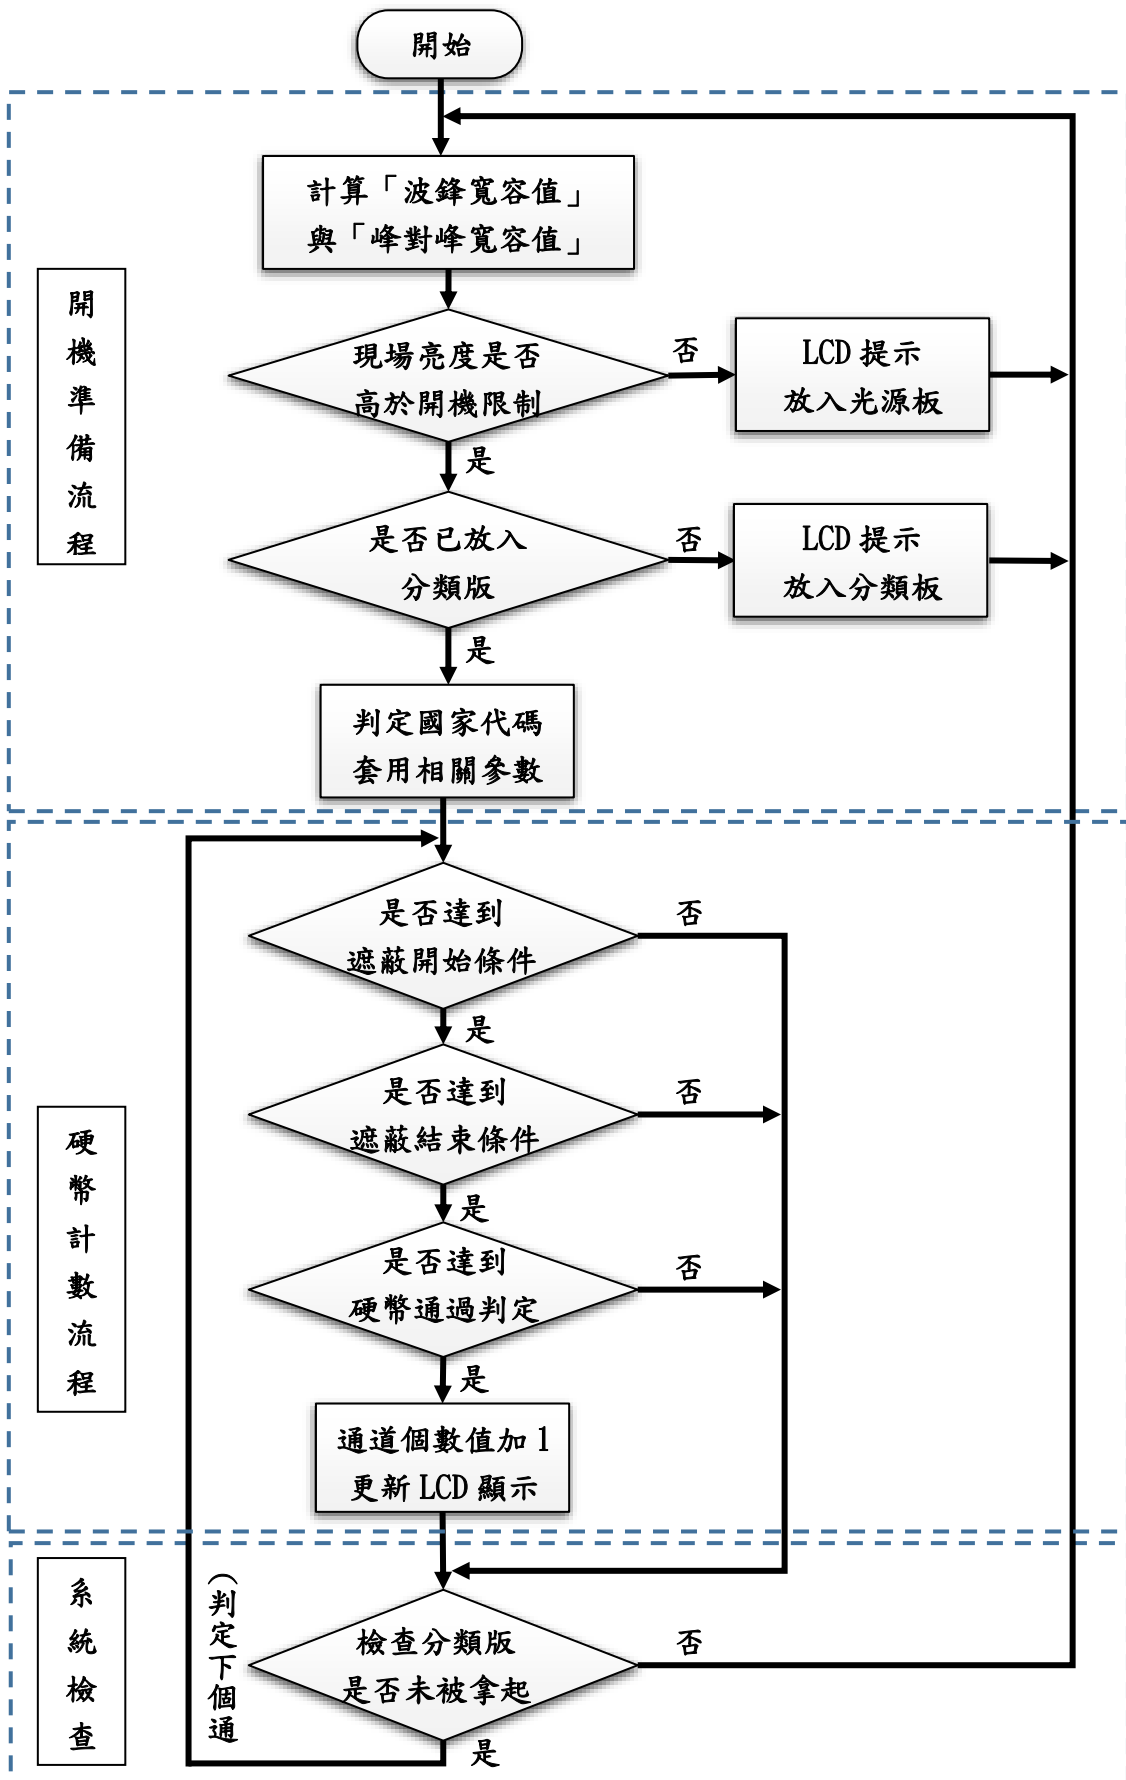 開始
計算「波鋒寬容值」
與「峰對峰寬容值」
開機準備流程
現場亮度是否
高於開機限制
否
LCD 提示
放入光源板
是
是否已放入
分類版
否
LCD 提示
放入分類板
是
判定國家代碼
套用相關參數
是否達到
遮蔽開始條件
否
是
是否達到
遮蔽結束條件
否
硬幣計數流程
是
是否達到
硬幣通過判定
否
是
通道個數值加 1
更新 LCD 顯示
系統檢查
(判定下個通
檢查分類版
是否未被拿起
否
是